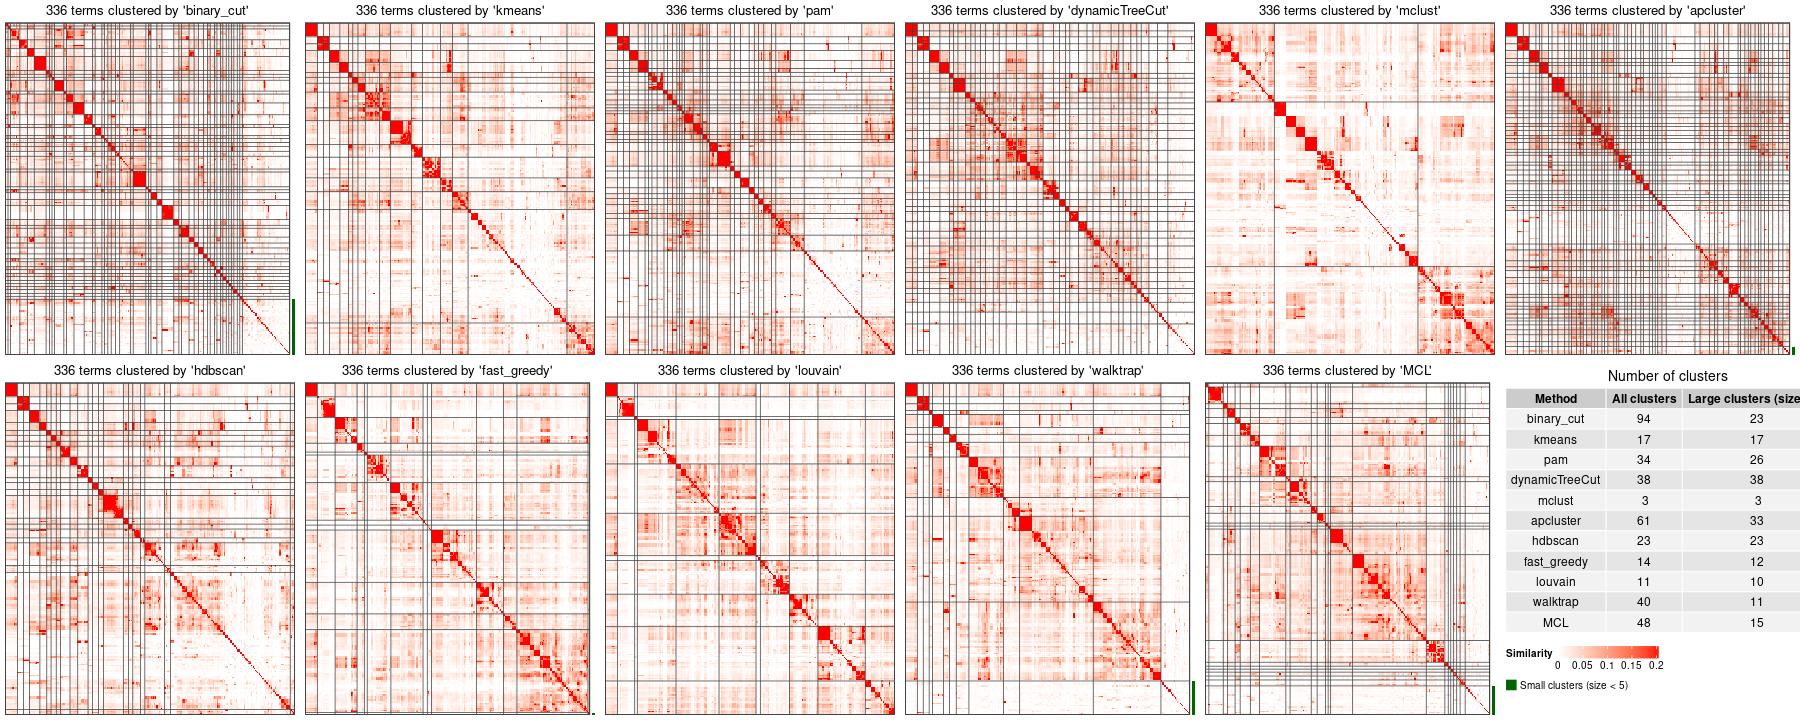 336 terms clustered by 'binary_cut'
336 terms clustered by 'kmeans'
336 terms clustered by 'pam'
336 terms clustered by 'dynamicTreeCut'
336 terms clustered by 'mclust'
336 terms clustered by 'apcluster'
336 terms clustered by 'hdbscan'
336 terms clustered by 'fast_greedy'
336 terms clustered by 'louvain'
336 terms clustered by 'walktrap'
336 terms clustered by 'MCL'
Number of clusters
Method All clusters Large clusters (size
binary_cut 94 23
kmeans 17 17
pam 34 26
dynamicTreeCut 38 38
mclust 3 3
apcluster 61 33
hdbscan 23 23
fast_greedy 14 12
louvain 11 10
walktrap 40 11
MCL 48 15
Similarity
0 0.05 0.1 0.15 0.2
Small clusters (size < 5)